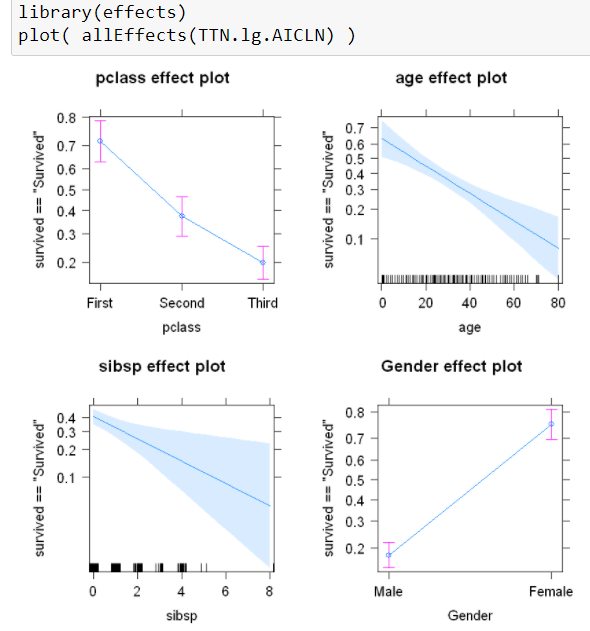 library(effects)
plot( allEffects(TTN.lg.AICLN) )
pclass effect plot
survived == "Survived"
0.8
0.7
0.6
0.5
0.4
0.3
0.2
First Second Third
pclass
age effect plot
survived == "Survived"
0.7
0.6
0.5
0.4
0.3
0.2
0.1
0 20 40 60 80
age
sibsp effect plot
survived == "Survived"
0.4
0.3
0.2
0.1
0 2 4 6 8
sibsp
Gender effect plot
survived == "Survived"
0.8
0.7
0.6
0.5
0.4
0.3
0.2
Male Female
Gender